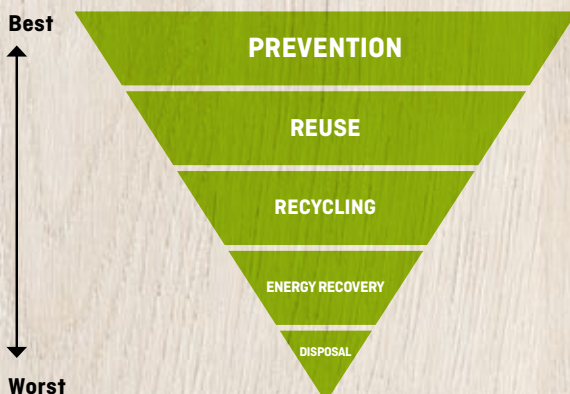 Best
PREVENTION
REUSE
RECYCLING
ENERGY RECOVERY
DISPOSAL
Worst